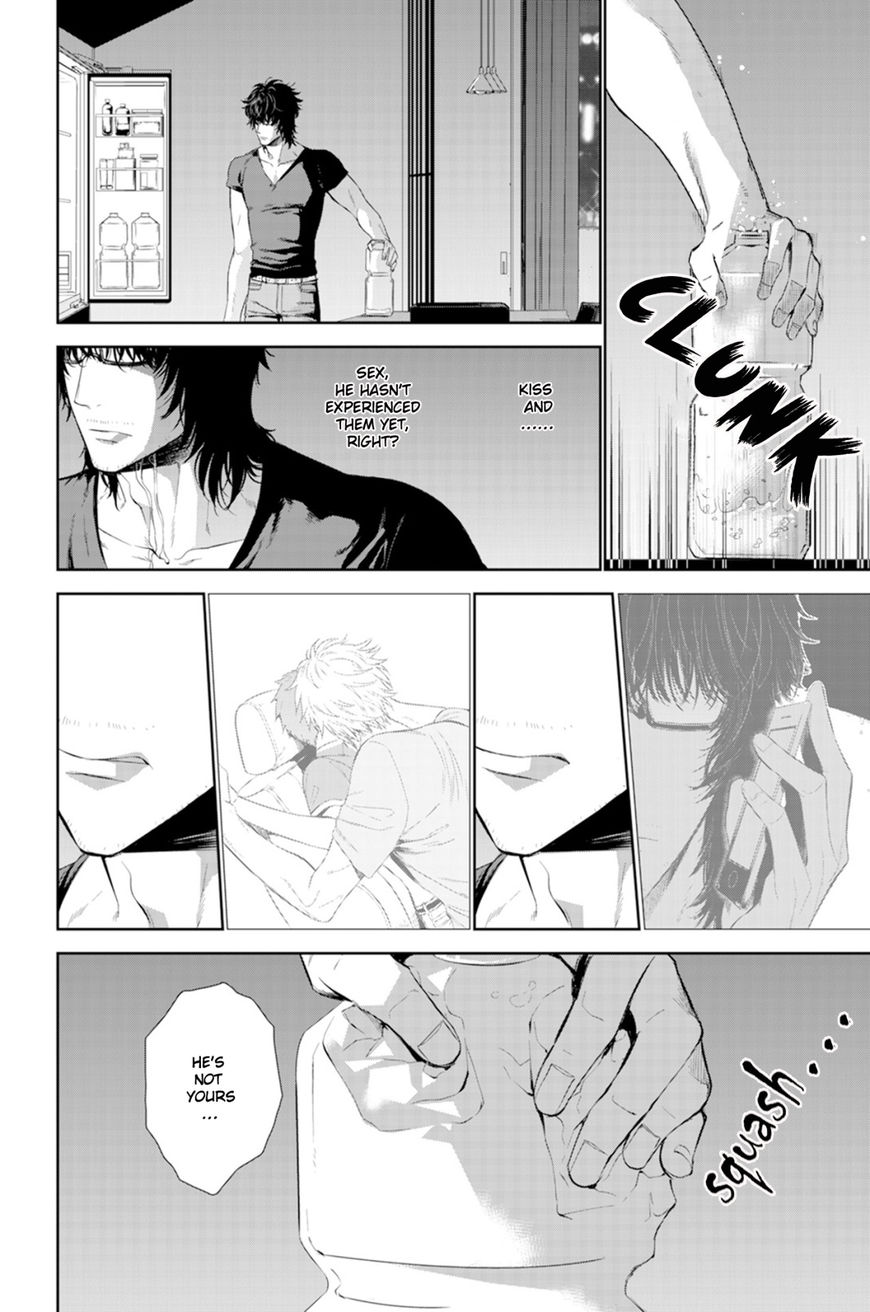 CLUNK
KISS
AND
......
SEX,
HE HASN'T
EXPERIENCED
THEM YET,
RIGHT?
HE'S
NOT
YOURS
...
squash...